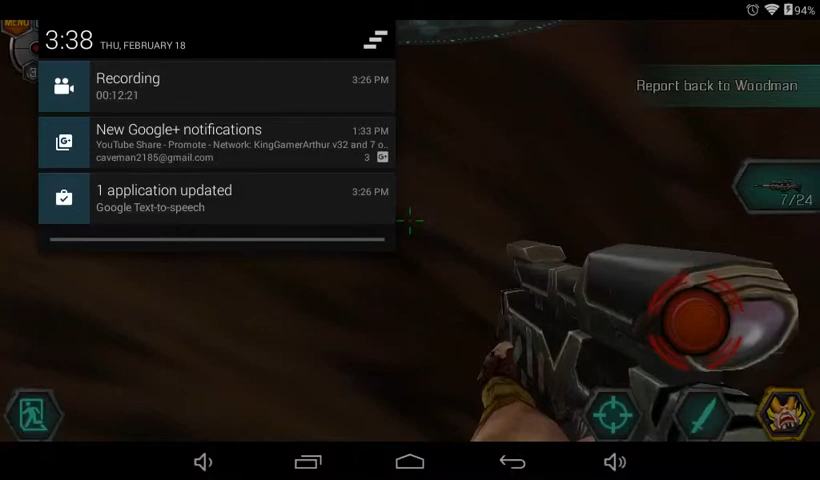 94%
MENU
3:38 THU, FEBRUARY 18
Recording 3:26 PM
00:12:21
Report back to Woodman
New Google+ notifications 1:33 PM
YouTube Share - Promote - Network: KingGamerArthur v32 and 7 o..
caveman2185@gmail.com 3
1 application updated 3:26 PM
Google Text-to-speech
7/24